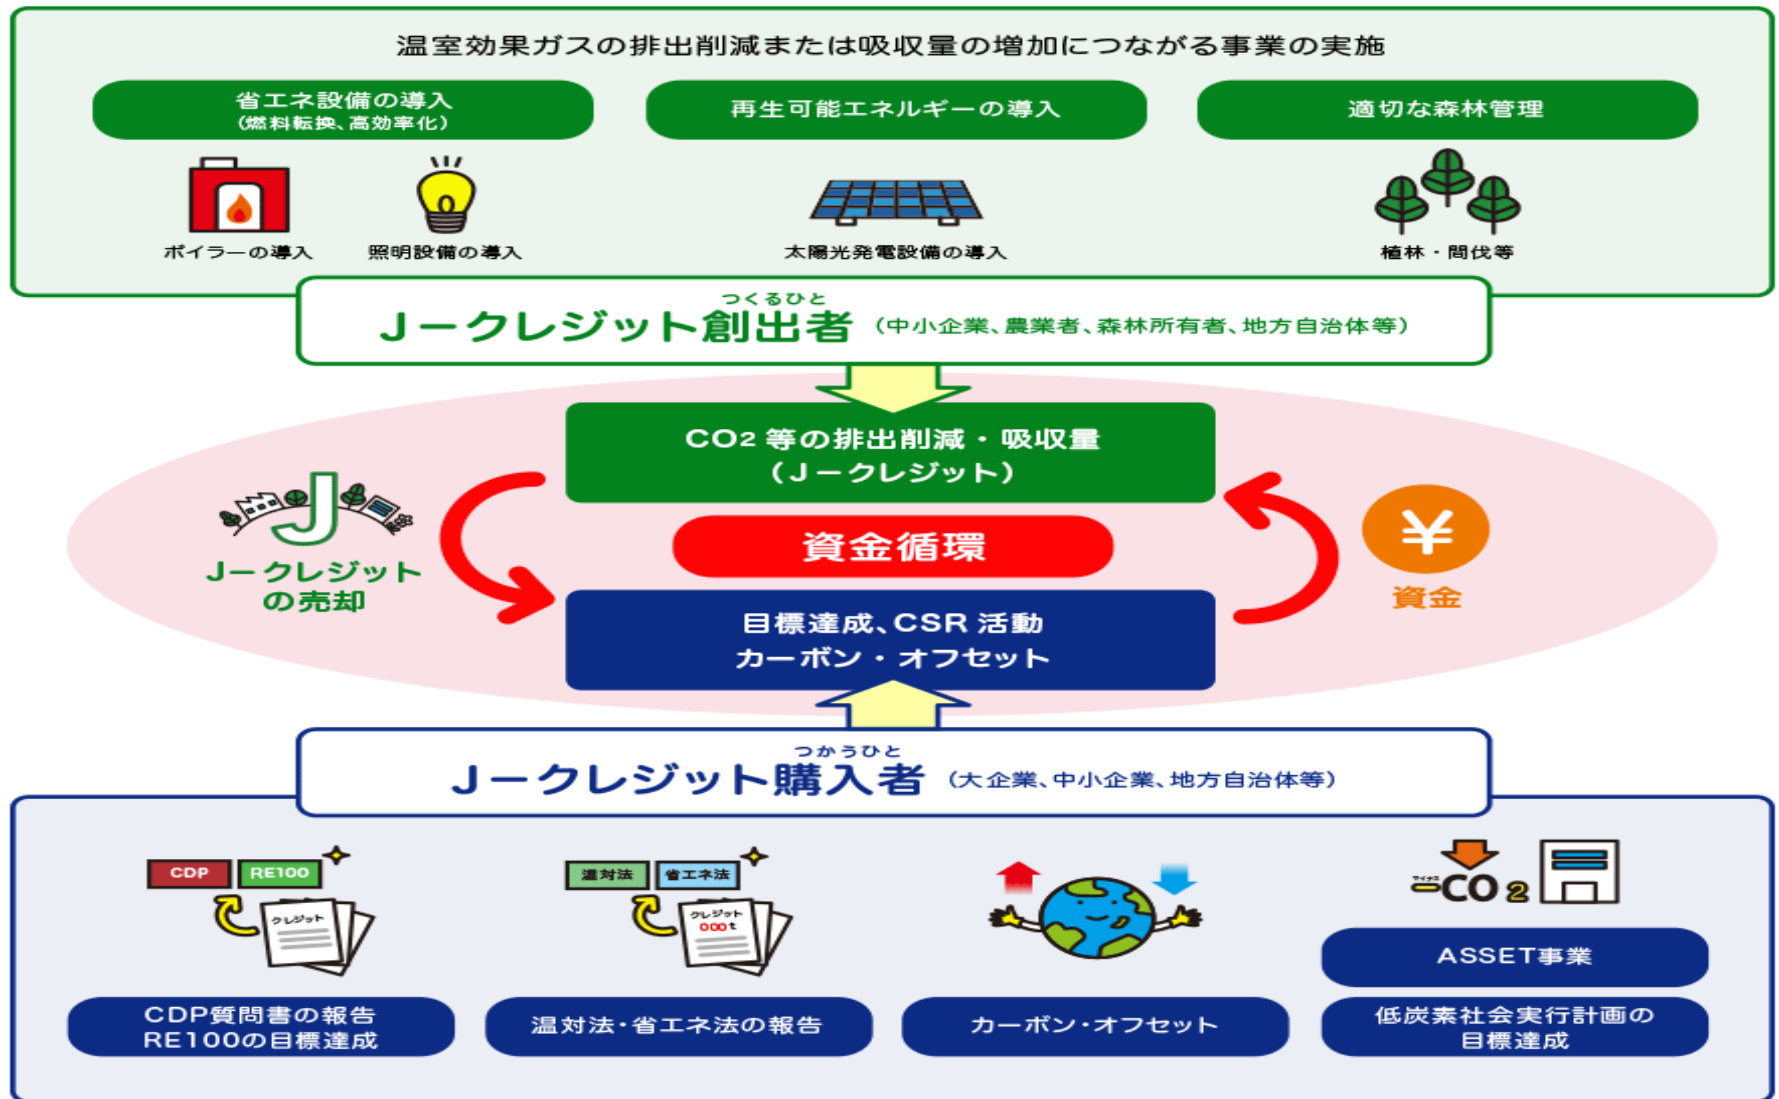 温室効果ガスの排出削減または吸収量の増加につながる事業の実施
省エネ設備の導入
(燃料転換、高効率化)
再生可能エネルギーの導入
適切な森林管理
ボイラーの導入
照明設備の導入
太陽光発電設備の導入
植林・間伐等
つくるひと
J－クレジット創出者 (中小企業、農業者、森林所有者、地方自治体等)
CO2 等の排出削減・吸収量
(J－クレジット)
J
J－クレジット
の売却
資金循環
¥
資金
目標達成、CSR 活動
カーボン・オフセット
つかうひと
J－クレジット購入者 (大企業、中小企業、地方自治体等)
CDP
RE100
クレジット
CDP質問書の報告
RE100の目標達成
温対法
省エネ法
クレジット
000t
温対法・省エネ法の報告
カーボン・オフセット
マイナス
－CO2
ASSET事業
低炭素社会実行計画の
目標達成